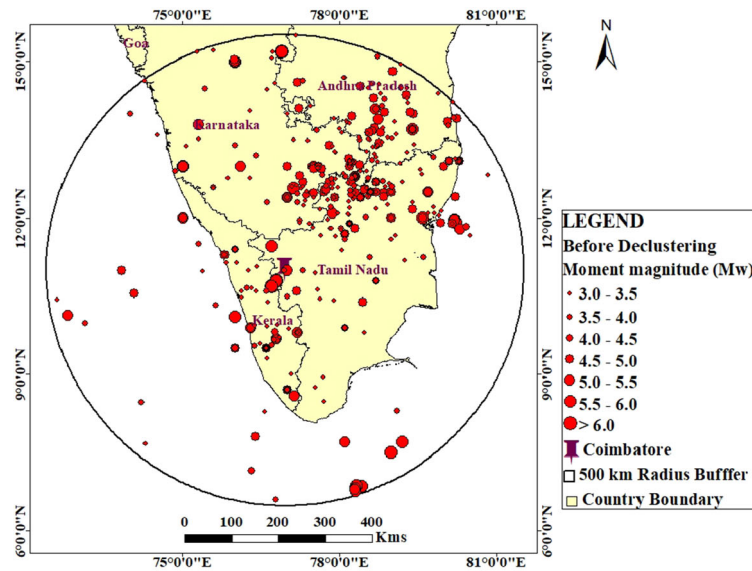 75°0'0"E 78°0'0"E 81°0'0"E
15°0'0"N
12°0'0"N
9°0'0"N
6°0'0"N
Goa
Andhra Pradesh
Karnataka
Tamil Nadu
Kerala
N
15°0'0"N
12°0'0"N
9°0'0"N
6°0'0"N
LEGEND
Before Declustering
Moment magnitude (Mw)
3.0 - 3.5
3.5 - 4.0
4.0 - 4.5
4.5 - 5.0
5.0 - 5.5
5.5 - 6.0
> 6.0
Coimbatore
500 km Radius Bufffer
Country Boundary
0 100 200 300 400
Kms
75°0'0"E 78°0'0"E 81°0'0"E